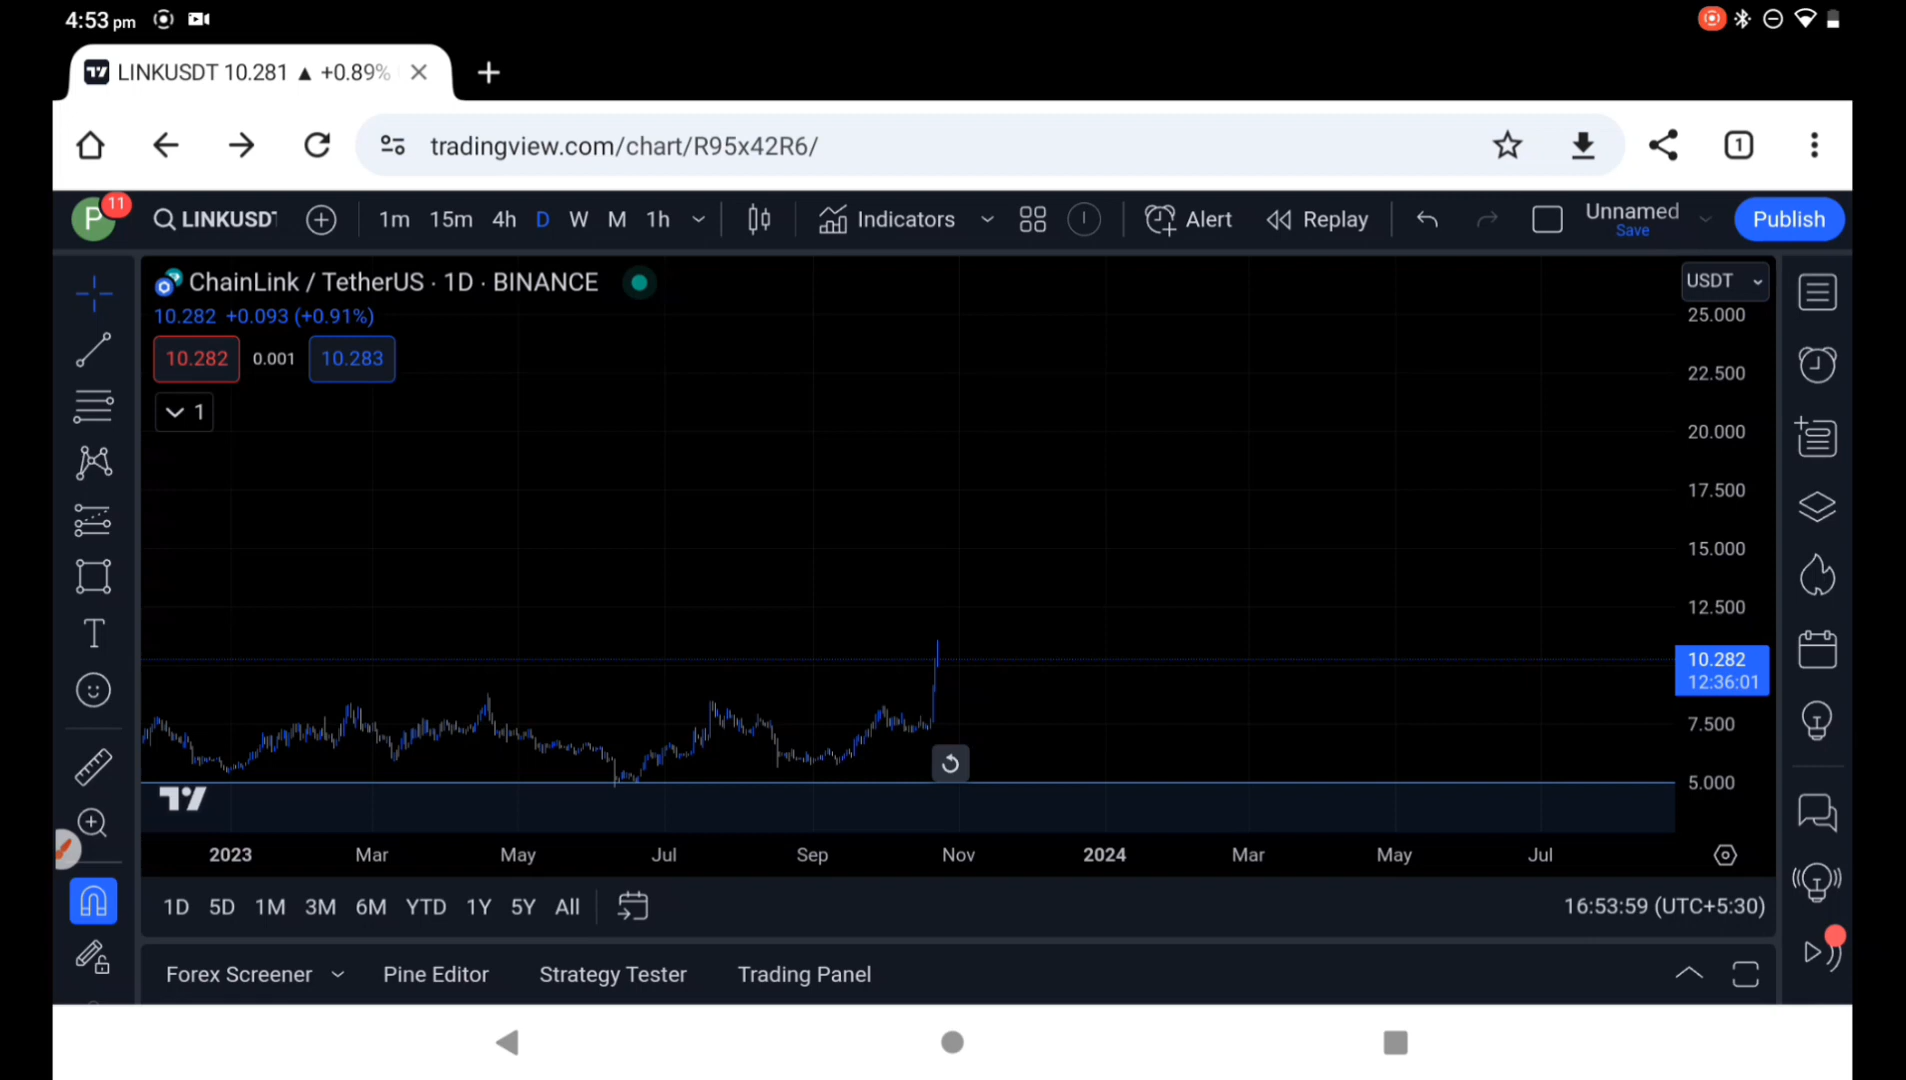 4:53 pm
LINKUSDT 10.281 ▲ +0.89%
tradingview.com/chart/R95x42R6/
1
P
11
LINKUSDT
1m 15m 4h D W M 1h
Indicators
Alert
Replay
Unnamed
Save
Publish
ChainLink / TetherUS · 1D · BINANCE
10.282 +0.093 (+0.91%)
10.282 0.001 10.283
1
USDT
25.000
22.500
20.000
17.500
15.000
12.500
10.282
12:36:01
7.500
5.000
2023 Mar May Jul Sep Nov 2024 Mar May Jul
1D 5D 1M 3M 6M YTD 1Y 5Y All
16:53:59 (UTC+5:30)
Forex Screener Pine Editor Strategy Tester Trading Panel